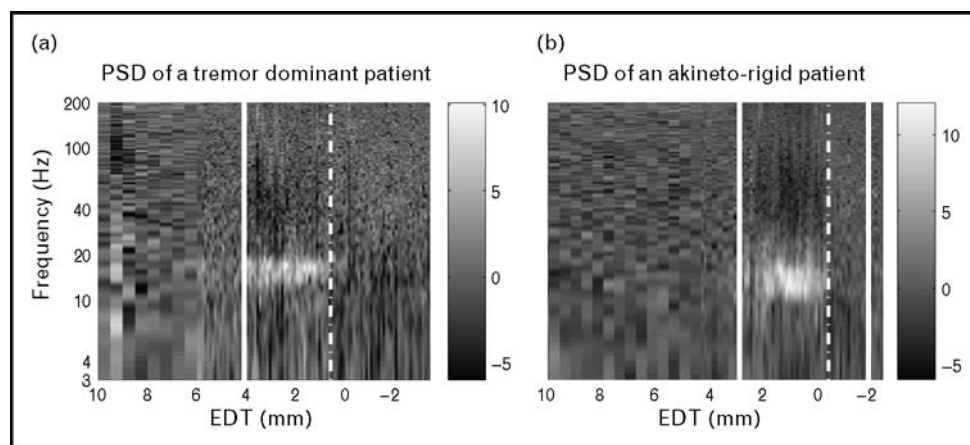 (a)
PSD of a tremor dominant patient
200
100
40
20
10
4
3
Frequency (Hz)
10 8 6 4 2 0 −2
EDT (mm)
10
5
0
−5
(b)
PSD of an akineto-rigid patient
10 8 6 4 2 0 −2
EDT (mm)
10
5
0
−5